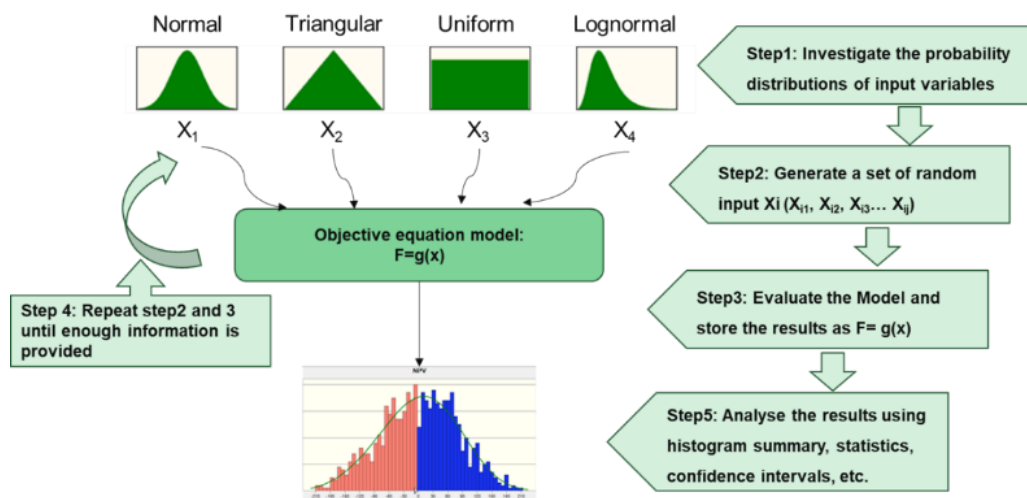 Normal
Triangular
Uniform
Lognormal
X1
X2
X3
X4
Objective equation model:
F=g(x)
Step 4: Repeat step2 and 3
until enough information is
provided
NPV
Step1: Investigate the probability
distributions of input variables
Step2: Generate a set of random
input Xi (Xi1, Xi2, Xi3... Xij)
Step3: Evaluate the Model and
store the results as F= g(x)
Step5: Analyse the results using
histogram summary, statistics,
confidence intervals, etc.